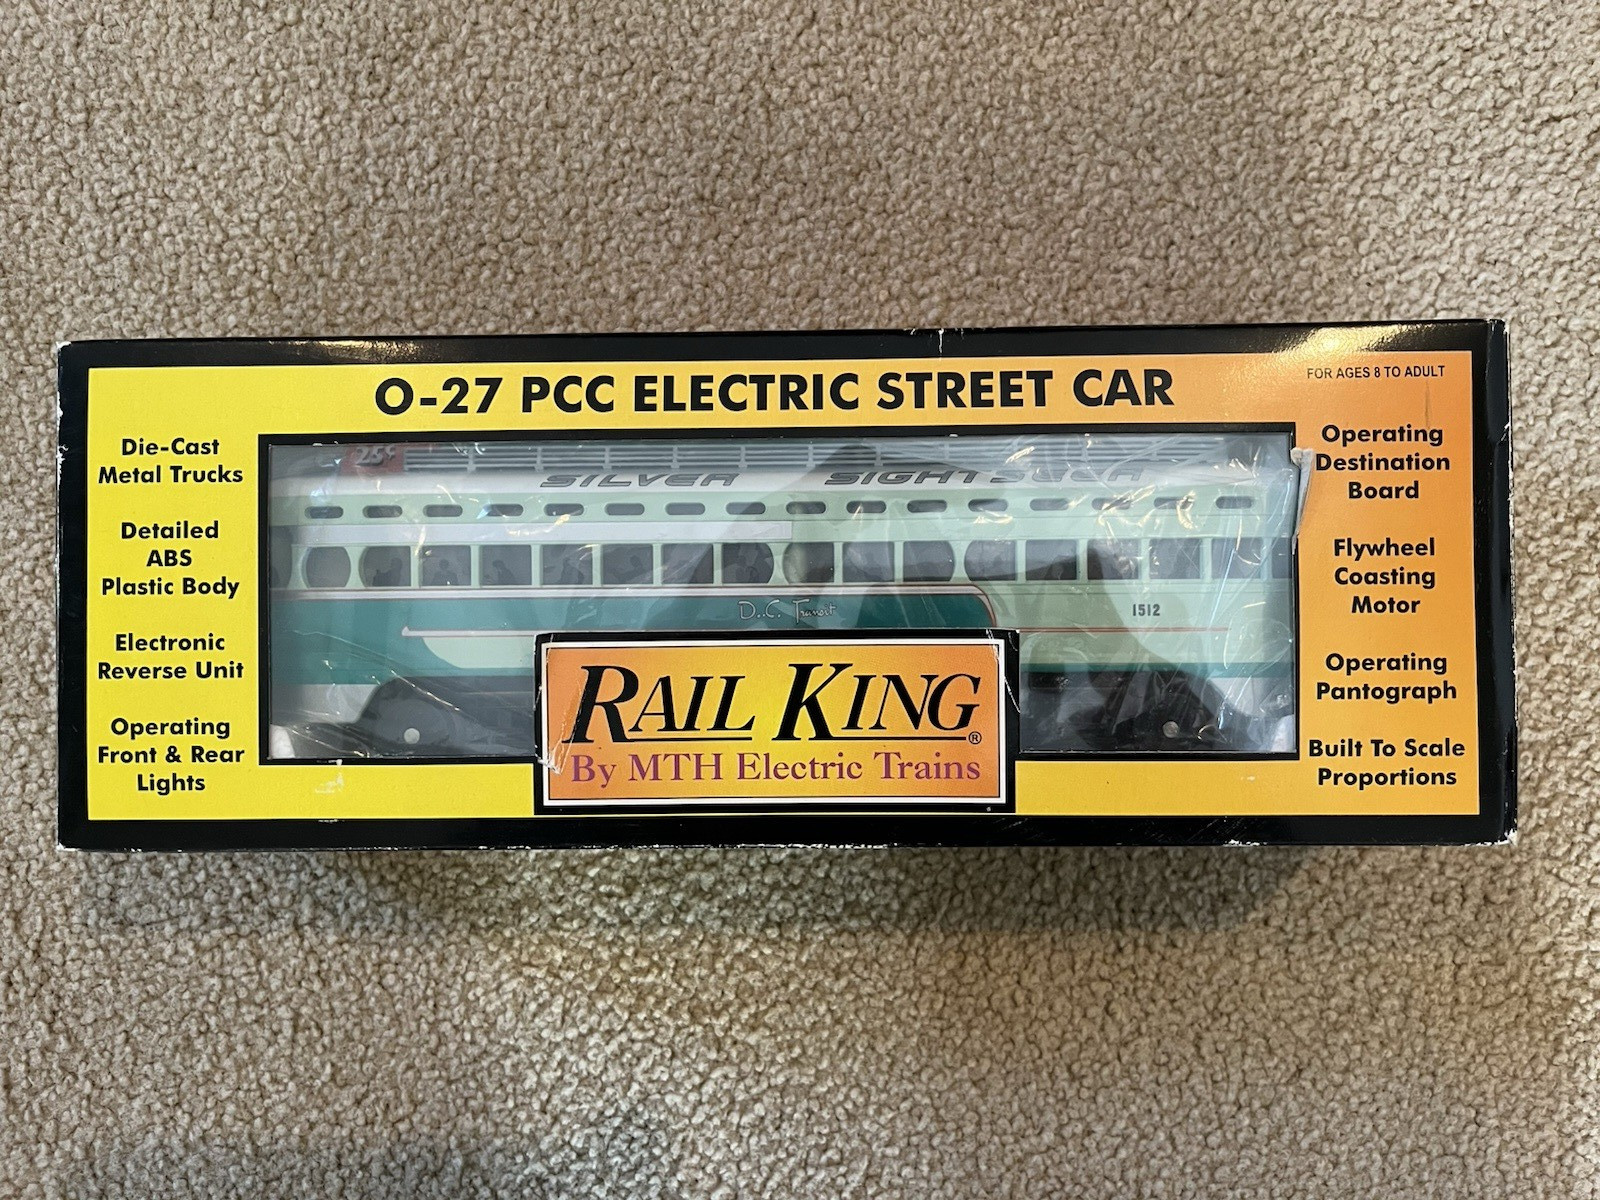 O-27 PCC ELECTRIC STREET CAR
FOR AGES 8 TO ADULT
Die-Cast
Metal Trucks
Detailed
ABS
Plastic Body
Electronic
Reverse Unit
Operating
Front & Rear
Lights
25¢
SILVER SIGHTSEER
D.C. Transit
1512
RAIL KING®
By MTH Electric Trains
Operating
Destination
Board
Flywheel
Coasting
Motor
Operating
Pantograph
Built To Scale
Proportions